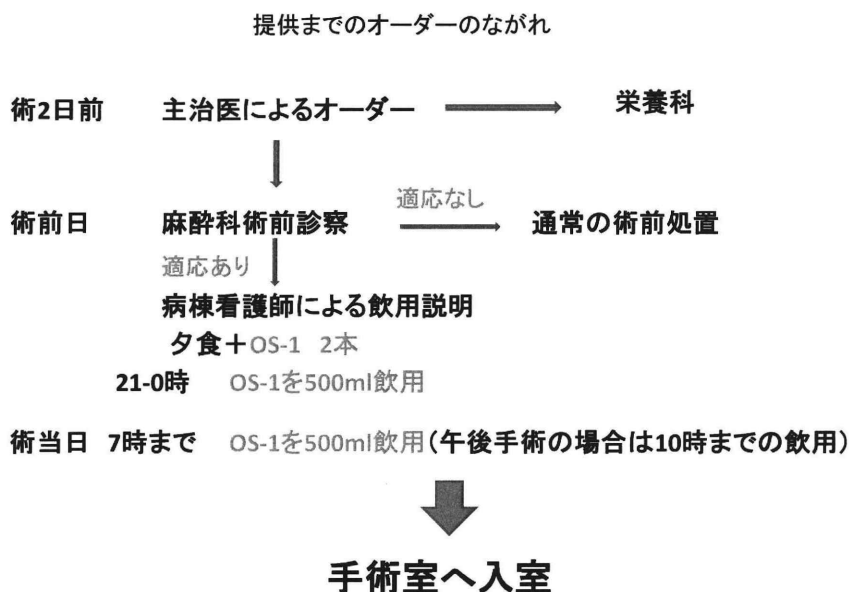 提供までのオーダーのながれ
術2日前 主治医によるオーダー 栄養科
適応なし
術前日 麻酔科術前診察 通常の術前処置
適応あり
病棟看護師による飲用説明
夕食＋OS-1 2本
21-0時 OS-1を500ml飲用
術当日 7時まで OS-1を500ml飲用(午後手術の場合は10時までの飲用)
手術室へ入室